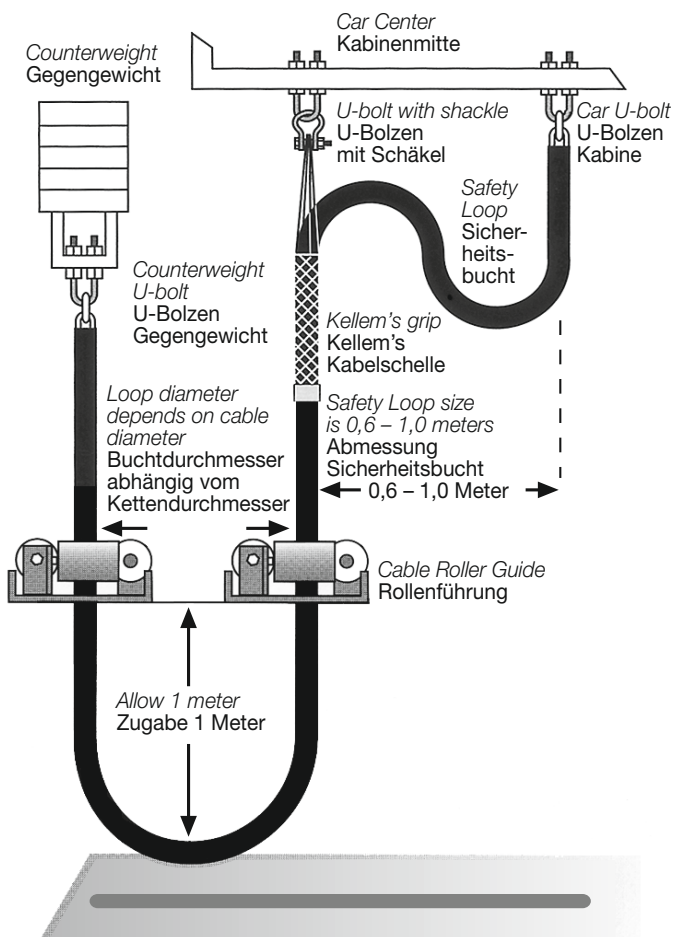 Counterweight
Gegengewicht
Car Center
Kabinenmitte
U-bolt with shackle
U-Bolzen
mit Schäkel
Car U-bolt
U-Bolzen
Kabine
Safety
Loop
Sicher-
heits-
bucht
Counterweight
U-bolt
U-Bolzen
Gegengewicht
Kellem's grip
Kellem's
Kabelschelle
Loop diameter
depends on cable
diameter
Buchtdurchmesser
abhängig vom
Kettendurchmesser
Safety Loop size
is 0,6 – 1,0 meters
Abmessung
Sicherheitsbucht
0,6 – 1,0 Meter
Cable Roller Guide
Rollenführung
Allow 1 meter
Zugabe 1 Meter